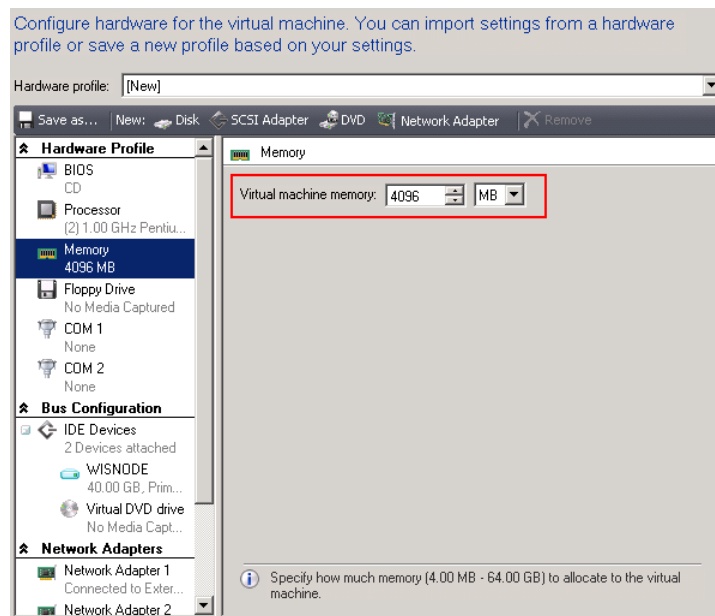 Configure hardware for the virtual machine. You can import settings from a hardware
profile or save a new profile based on your settings.
Hardware profile: [New]
Save as... New: Disk SCSI Adapter DVD Network Adapter Remove
Hardware Profile
BIOS
CD
Processor
(2) 1.00 GHz Pentiu...
Memory
4096 MB
Floppy Drive
No Media Captured
COM 1
None
COM 2
None
Bus Configuration
IDE Devices
2 Devices attached
WISNODE
40.00 GB, Prim...
Virtual DVD drive
No Media Capt...
Network Adapters
Network Adapter 1
Connected to Exter...
Network Adapter 2
Memory
Virtual machine memory: 4096 MB
Specify how much memory (4.00 MB - 64.00 GB) to allocate to the virtual
machine.